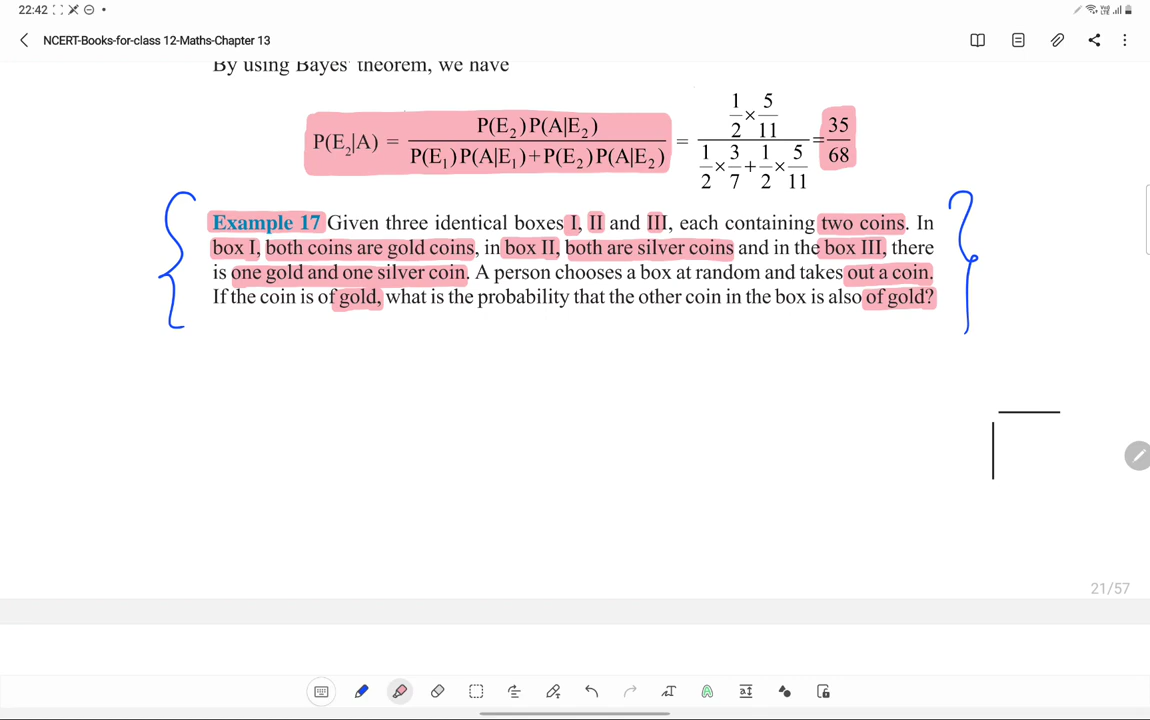 22:42
NCERT-Books-for-class 12-Maths-Chapter 13
By using Bayes' theorem, we have
P(E₂|A) = P(E₂)P(A|E₂) / P(E₁)P(A|E₁)+P(E₂)P(A|E₂) = 1/2 × 5/11 / 1/2 × 3/7 + 1/2 × 5/11 = 35/68
Example 17 Given three identical boxes I, II and III, each containing two coins. In
box I, both coins are gold coins, in box II, both are silver coins and in the box III, there
is one gold and one silver coin. A person chooses a box at random and takes out a coin.
If the coin is of gold, what is the probability that the other coin in the box is also of gold?
21/57